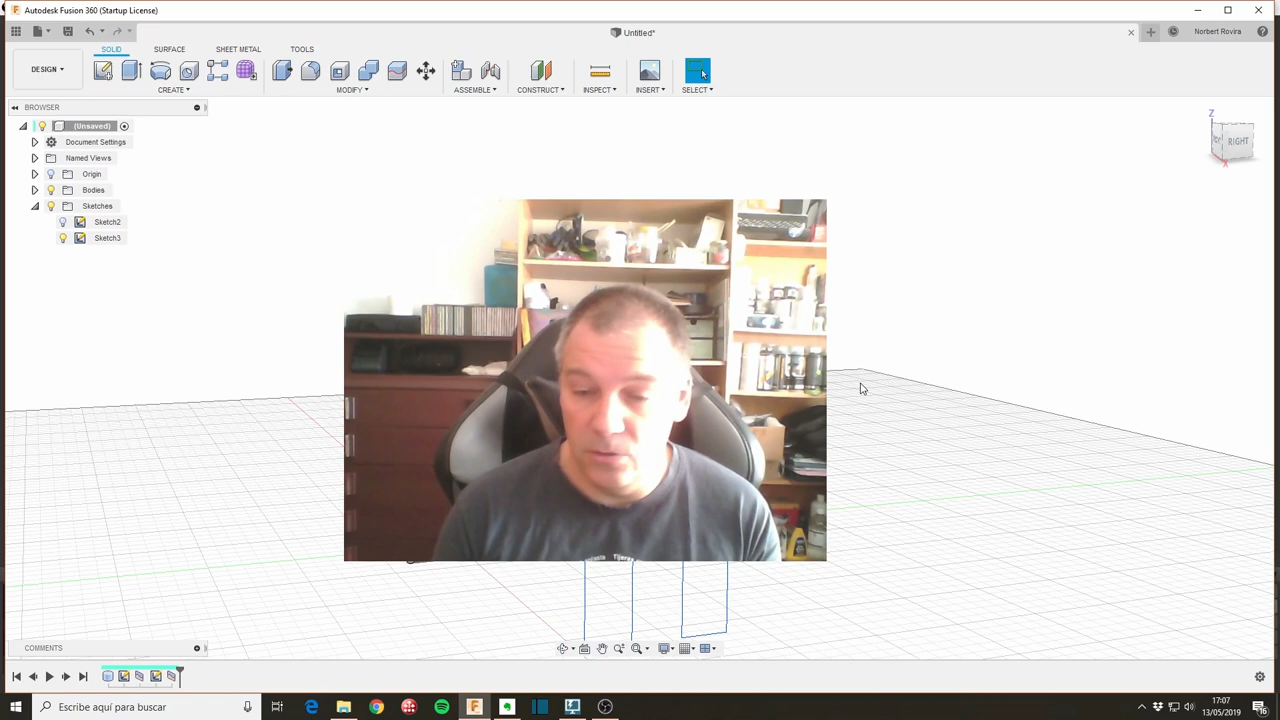 Autodesk Fusion 360 (Startup License)
Untitled*
Norbert Rovira
SOLID SURFACE SHEET METAL TOOLS
DESIGN
CREATE MODIFY ASSEMBLE CONSTRUCT INSPECT INSERT SELECT
BROWSER
(Unsaved)
Document Settings
Named Views
Origin
Bodies
Sketches
Sketch2
Sketch3
Z
RIGHT
X
COMMENTS
Escribe aquí para buscar
17:07
13/05/2019
16